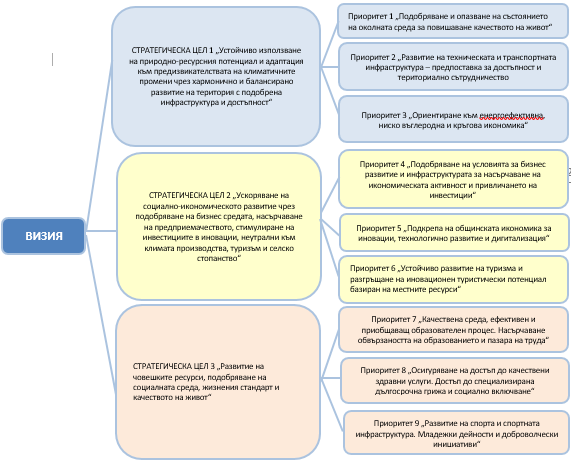 ВИЗИЯ
СТРАТЕГИЧЕСКА ЦЕЛ 1 „Устойчиво използване
на природно-ресурсния потенциал и адаптация
към предизвикателствата на климатичните
промени чрез хармонично и балансирано
развитие на територия с подобрена
инфраструктура и достъпност“
Приоритет 1 „Подобряване и опазване на състоянието
на околната среда за повишаване качеството на живот“
Приоритет 2 „Развитие на техническата и транспортната
инфраструктура – предпоставка за достъпност и
териториално сътрудничество
Приоритет 3 „Ориентиране към енергоефективна,
ниско въглеродна и кръгова икономика“
СТРАТЕГИЧЕСКА ЦЕЛ 2 „Ускоряване на
социално-икономическото развитие чрез
подобряване на бизнес средата, насърчаване
на предприемачеството, стимулиране на
инвестициите в иновации, неутрални към
климата производства, туризъм и селско
стопанство“
Приоритет 4 „Подобряване на условията за бизнес
развитие и инфраструктурата за насърчаване на
икономическата активност и привличането на
инвестиции“
Приоритет 5 „Подкрепа на общинската икономика за
иновации, технологично развитие и дигитализация“
Приоритет 6 „Устойчиво развитие на туризма и
разгръщане на иновационен туристически потенциал
базиран на местните ресурси“
СТРАТЕГИЧЕСКА ЦЕЛ 3 „Развитие на
човешките ресурси, подобряване на
социалната среда, жизнения стандарт и
качеството на живот“
Приоритет 7 „Качествена среда, ефективен и
приобщаващ образователен процес. Насърчаване
обвързаността на образованието и пазара на труда“
Приоритет 8 „Осигуряване на достъп до качествени
здравни услуги. Достъп до специализирана
дългосрочна грижа и социално включване“
Приоритет 9 „Развитие на спорта и спортната
инфраструктура. Младежки дейности и доброволчески
инициативи“